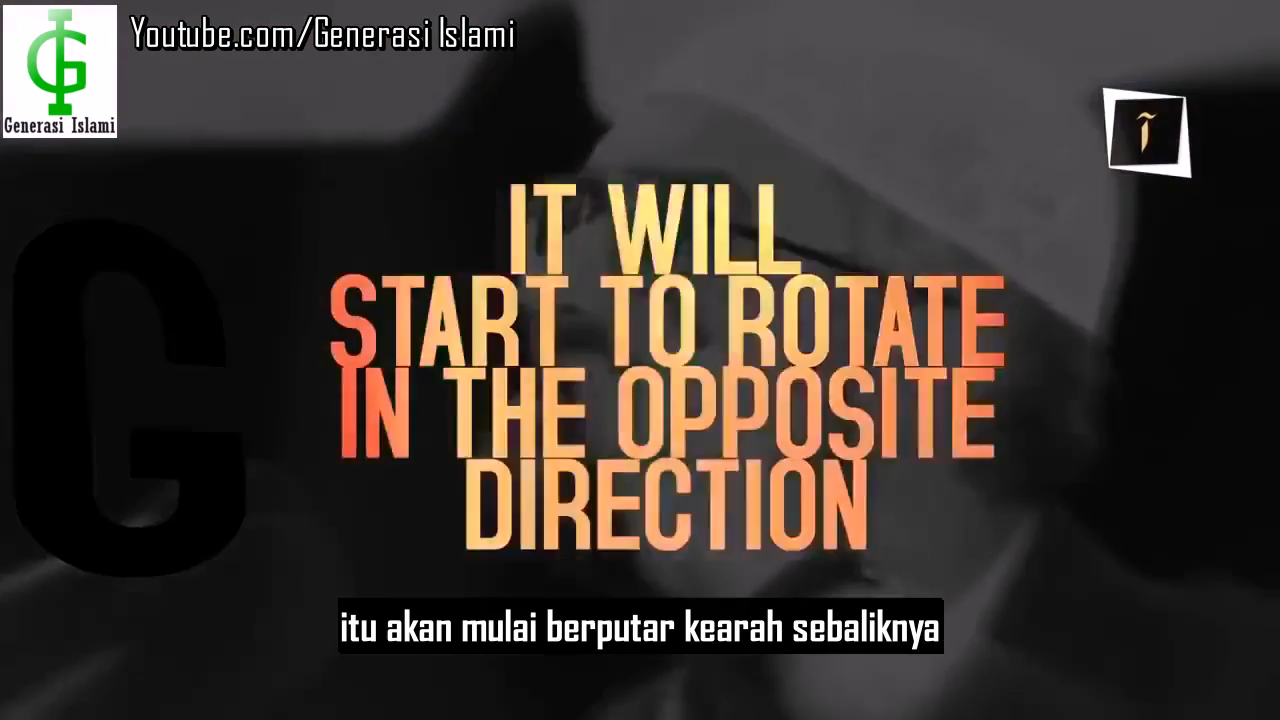 Youtube.com/Generasi Islami
Generasi Islami
IT WILL
START TO ROTATE
IN THE OPPOSITE
DIRECTION
itu akan mulai berputar kearah sebaliknya